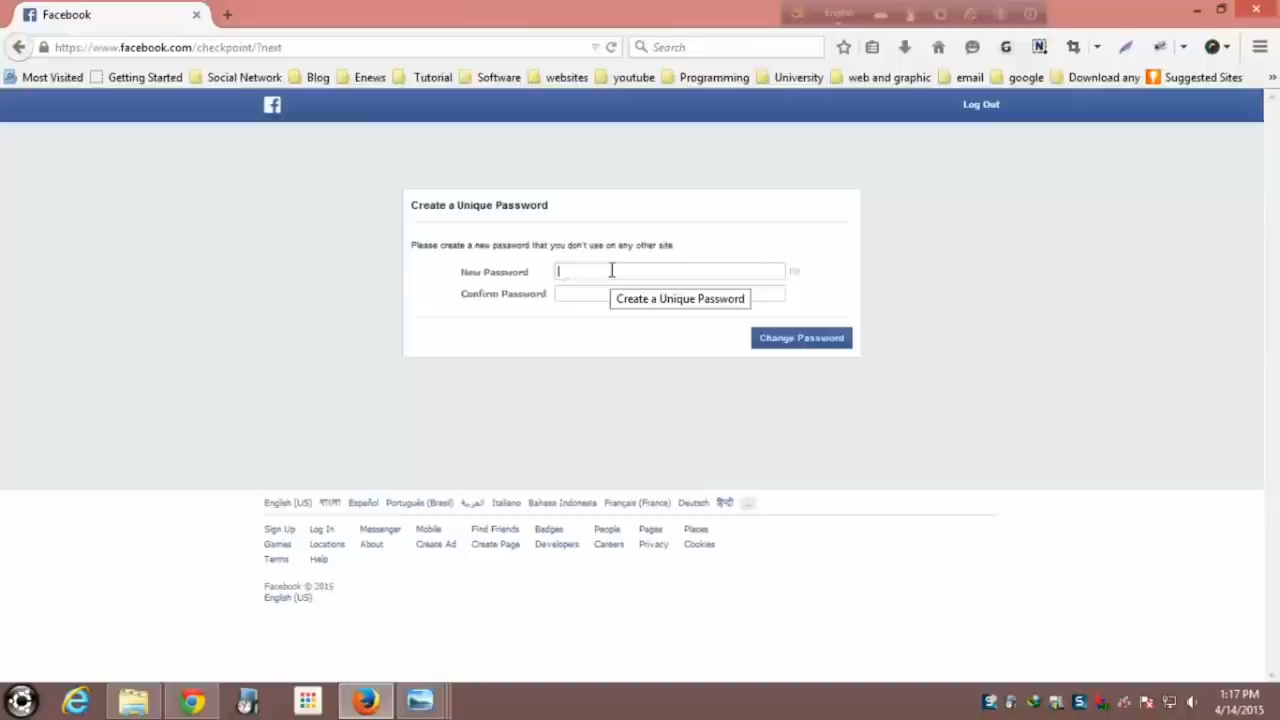 Facebook
English
https://www.facebook.com/checkpoint/?next
Search
Most Visited Getting Started Social Network Blog Enews Tutorial Software websites youtube Programming University web and graphic email google Download any Suggested Sites
Log Out
Create a Unique Password
Please create a new password that you don't use on any other site.
New Password
Confirm Password
Create a Unique Password
Change Password
English (US) বাংলা Español Português (Brasil) العربية Italiano Bahasa Indonesia Français (France) Deutsch हिन्दी
Sign Up Log In Messenger Mobile Find Friends Badges People Pages Places
Games Locations About Create Ad Create Page Developers Careers Privacy Cookies
Terms Help
Facebook © 2015
English (US)
1:17 PM
4/14/2015